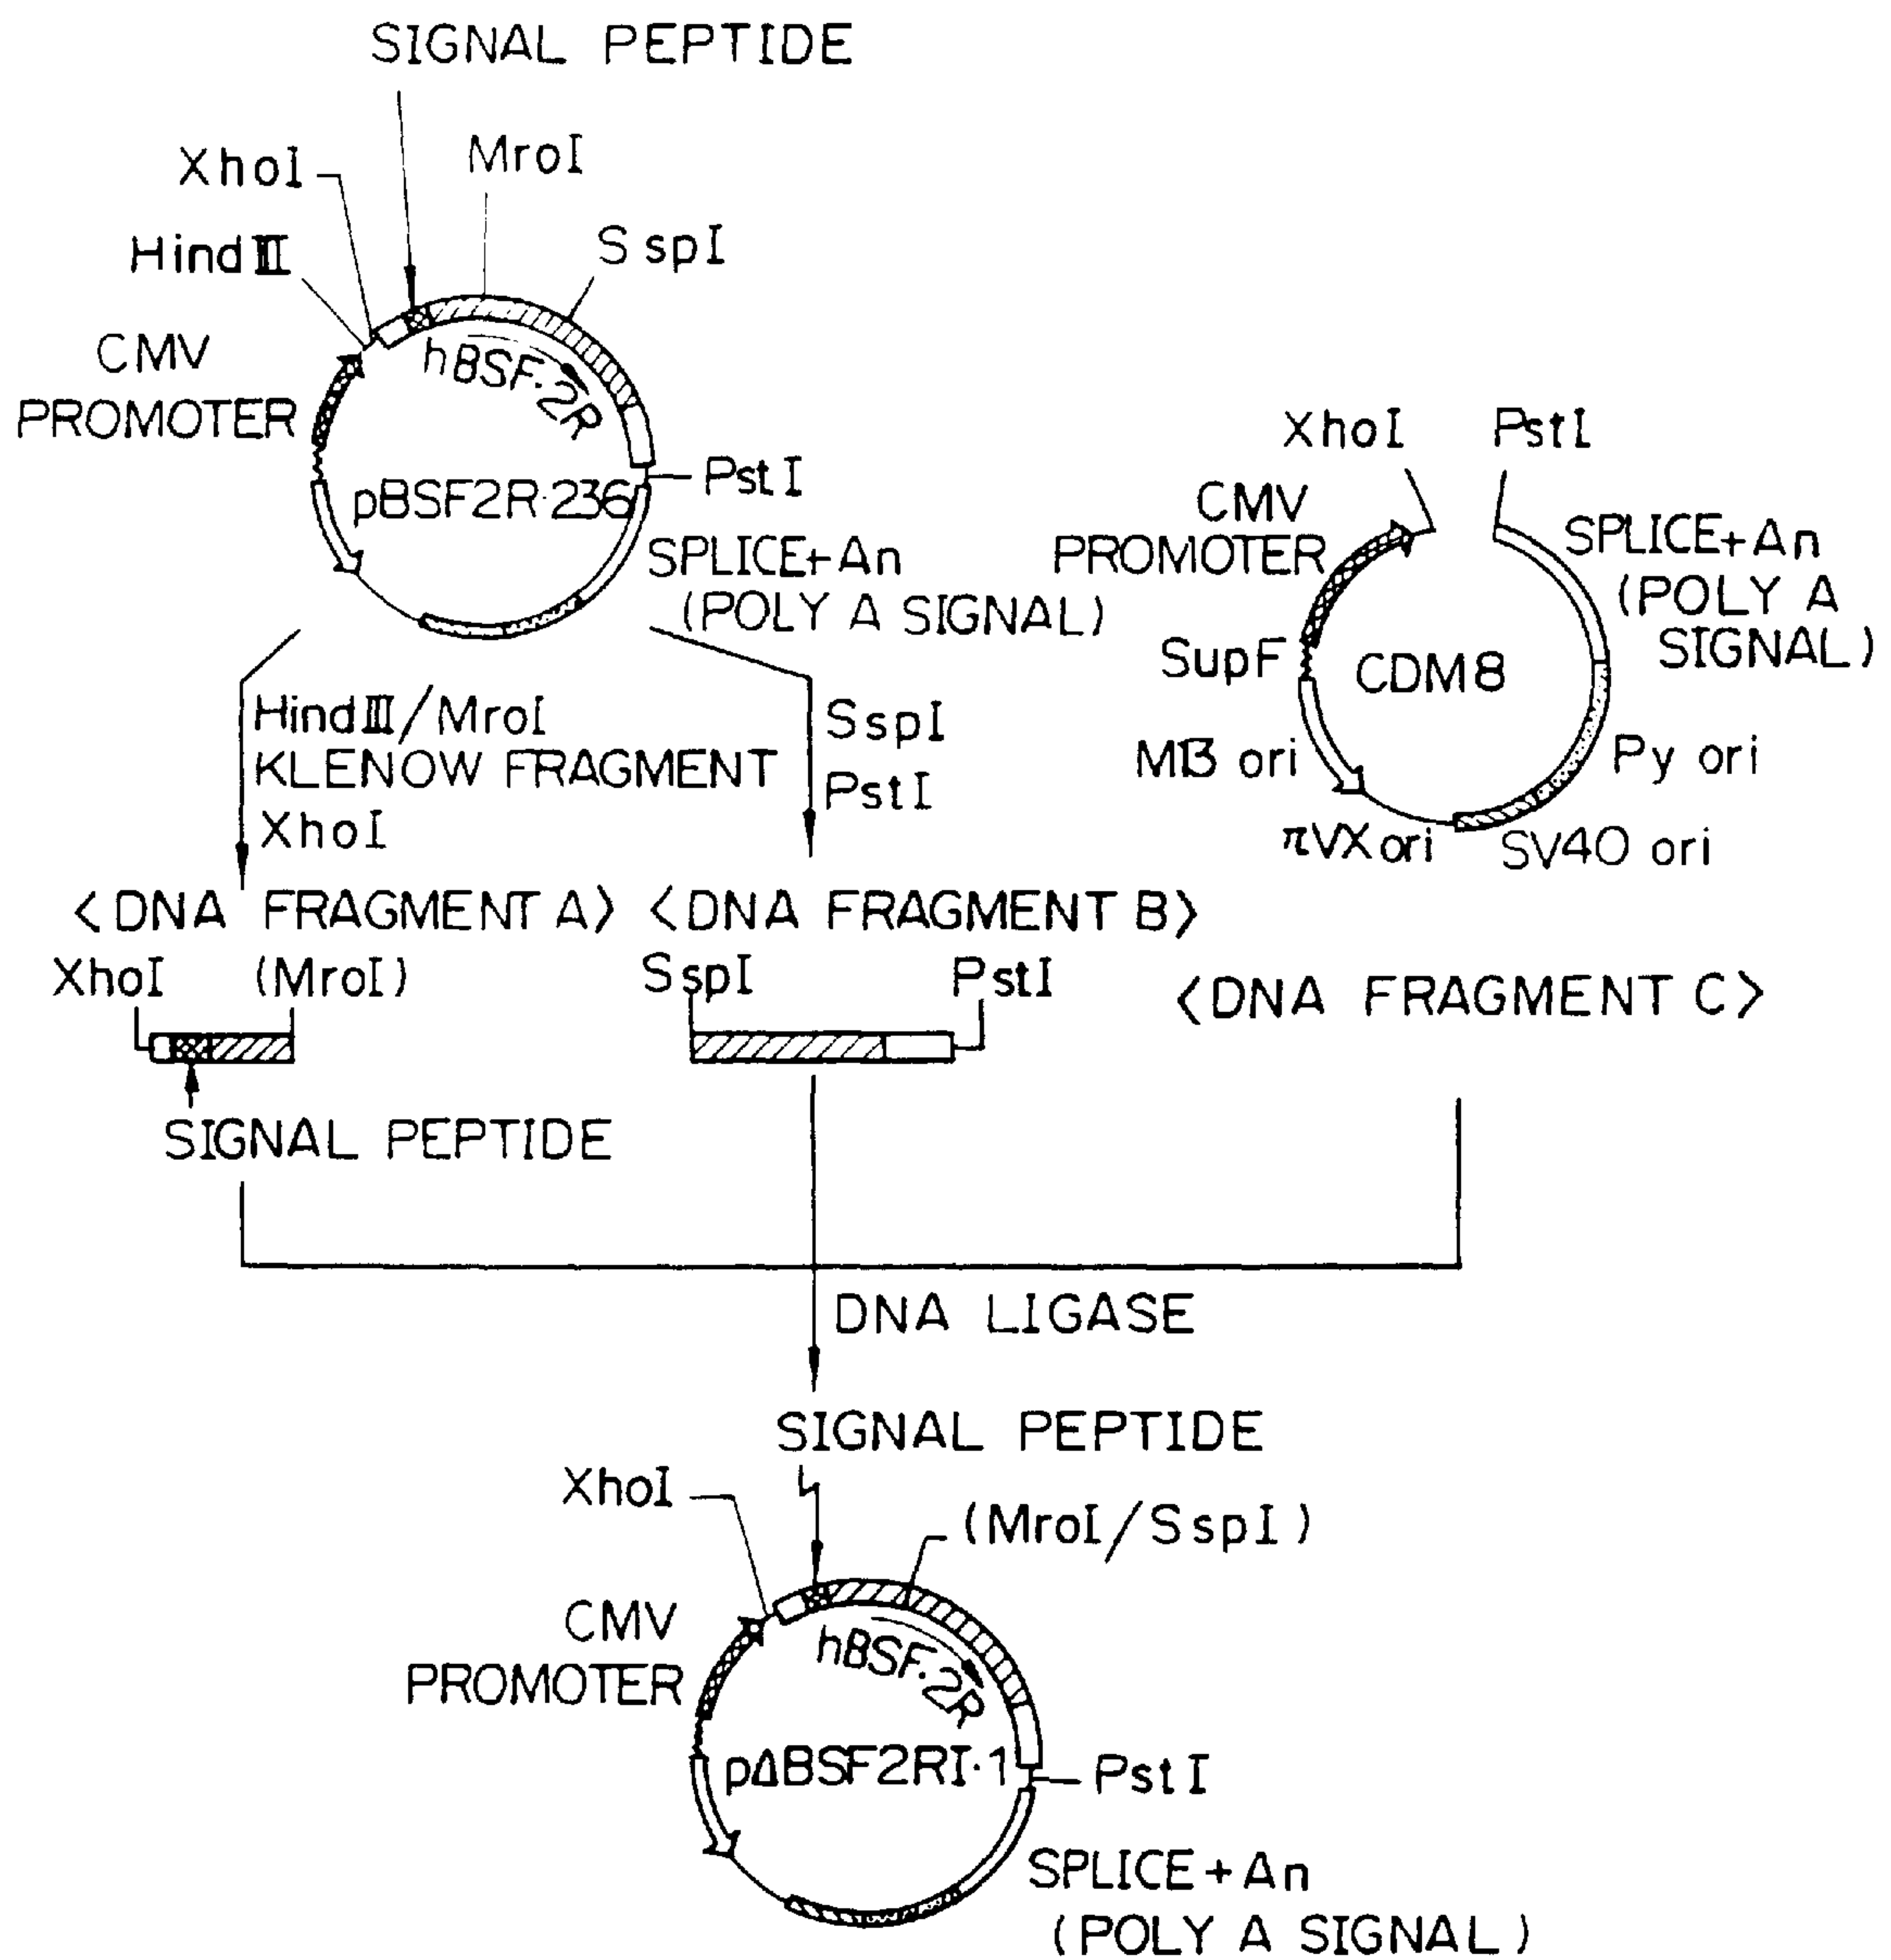 SIGNAL PEPTIDE
XhoI
MroI
HindIII
SspI
CMV
PROMOTER
hBSF·2R
PstI
pBSF2R·236
SPLICE+An
(POLY A SIGNAL)
XhoI
PstI
CMV
PROMOTER
SPLICE+An
(POLY A
SIGNAL)
SupF
CDM8
M13 ori
Py ori
πVX ori
SV40 ori
HindIII/MroI
KLENOW FRAGMENT
XhoI
SspI
PstI
<DNA FRAGMENT A>
<DNA FRAGMENT B>
<DNA FRAGMENT C>
XhoI
(MroI)
SspI
PstI
SIGNAL PEPTIDE
DNA LIGASE
SIGNAL PEPTIDE
XhoI
(MroI/SspI)
CMV
PROMOTER
hBSF·2R
pΔBSF2RI·1
PstI
SPLICE+An
(POLY A SIGNAL)